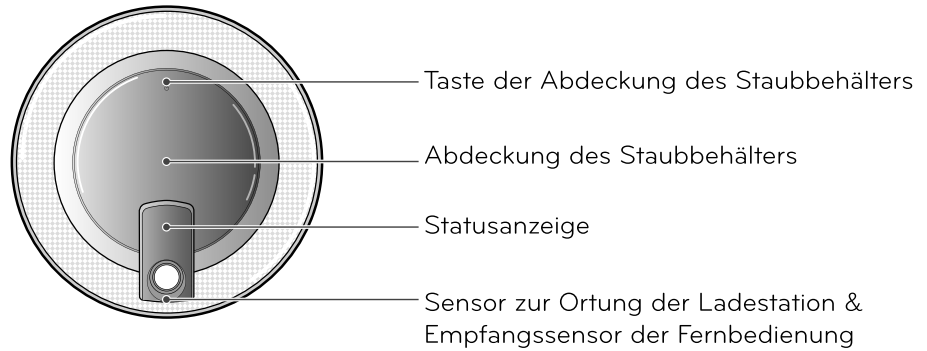 Taste der Abdeckung des Staubbehälters
Abdeckung des Staubbehälters
Statusanzeige
Sensor zur Ortung der Ladestation &
Empfangssensor der Fernbedienung